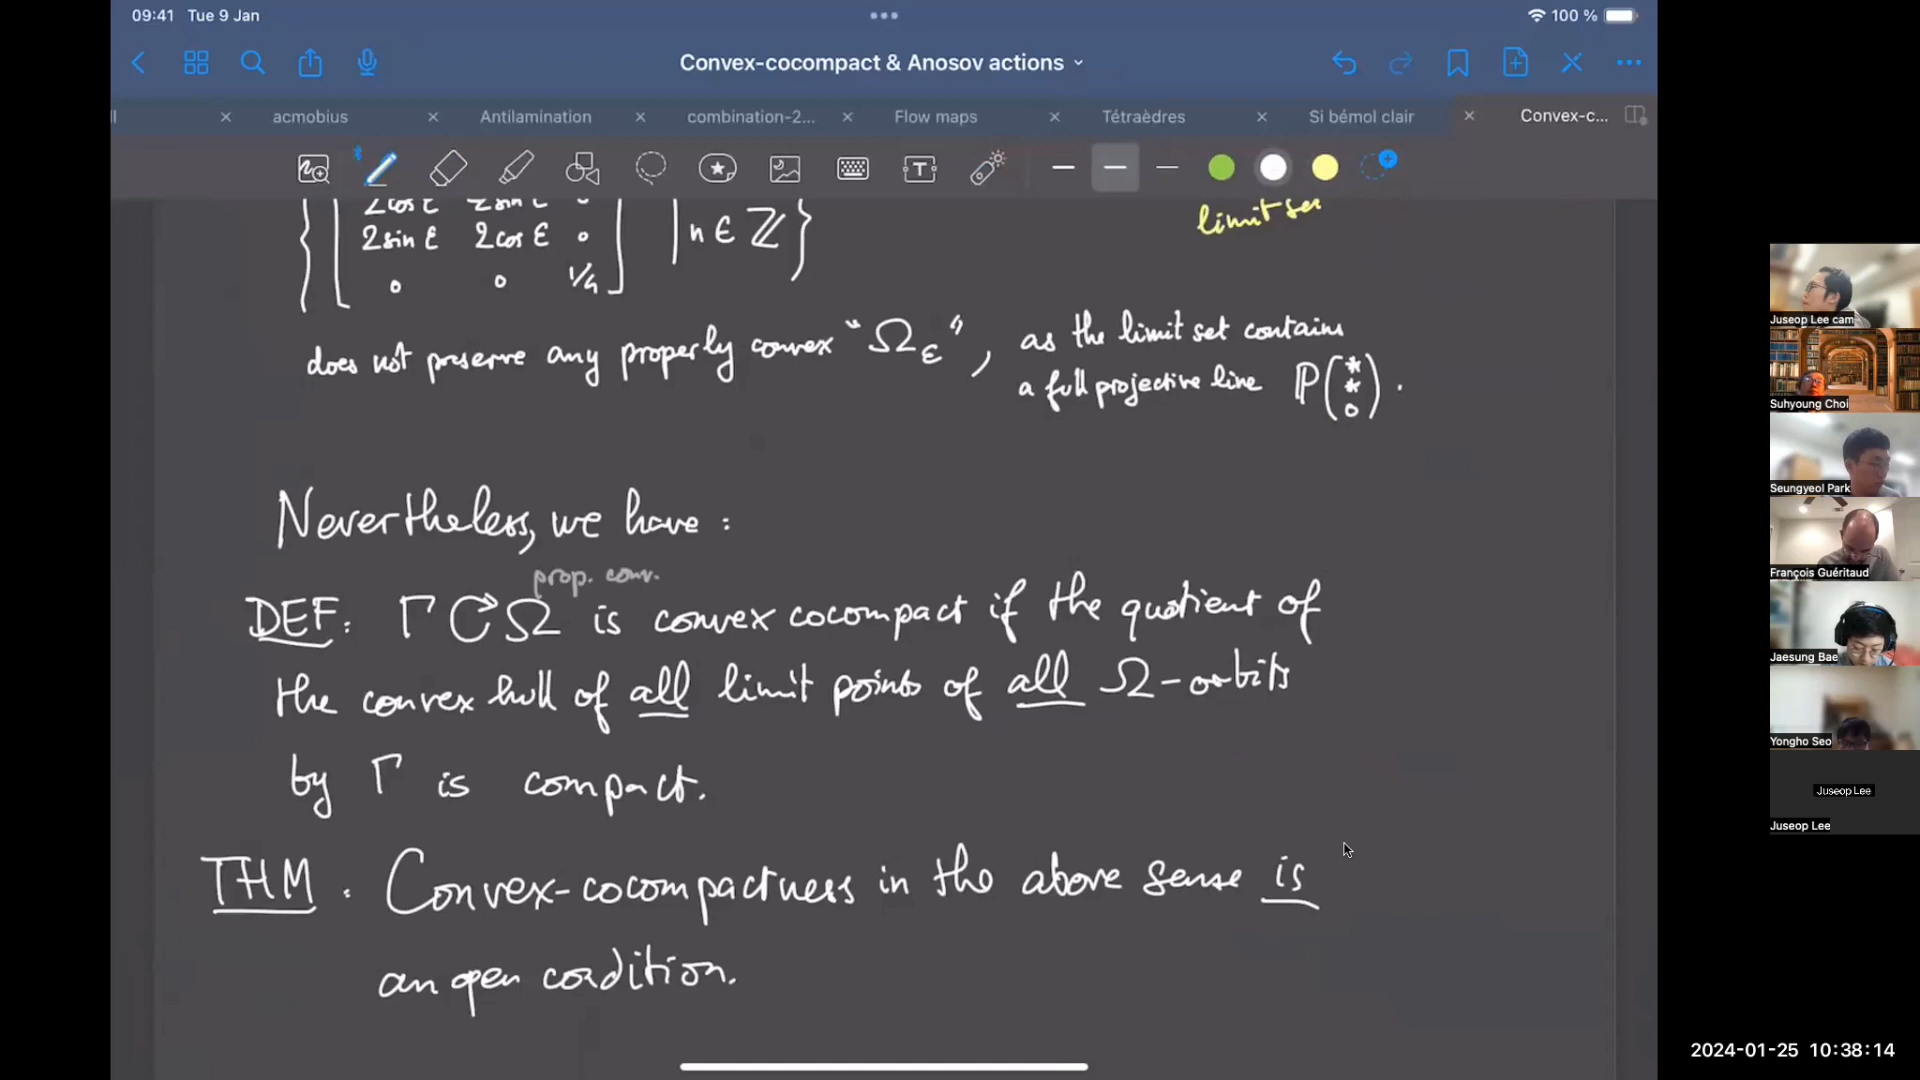 09:41 Tue 9 Jan
100 %
Convex-cocompact & Anosov actions
acmobius
Antilamination
combination-2...
Flow maps
Tétraèdres
Si bémol clair
Convex-c...
2cos ε 2sin ε 0
2sin ε 2cos ε 0
0 0 1/4
| n ∈ ℤ }
limit set
does not preserve any properly convex "Ω_ε", as the limit set contains
a full projective line ℙ(* * 0).
Nevertheless, we have :
prop. conv.
DEF: Γ ↻ Ω is convex cocompact if the quotient of
the convex hull of all limit points of all Ω-orbits
by Γ is compact.
THM: Convex-cocompactness in the above sense is
an open condition.
Juseop Lee cam
Suhyoung Choi
Seungyeol Park
François Guéritaud
Jaesung Bae
Yongho Seo
Juseop Lee
Juseop Lee
2024-01-25 10:38:14